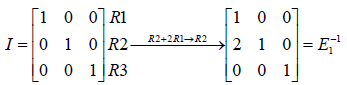 I = [1 0 0; 0 1 0; 0 0 1] R1 R2 R3 R2+2R1→R2 [1 0 0; 2 1 0; 0 0 1] = E₁⁻¹